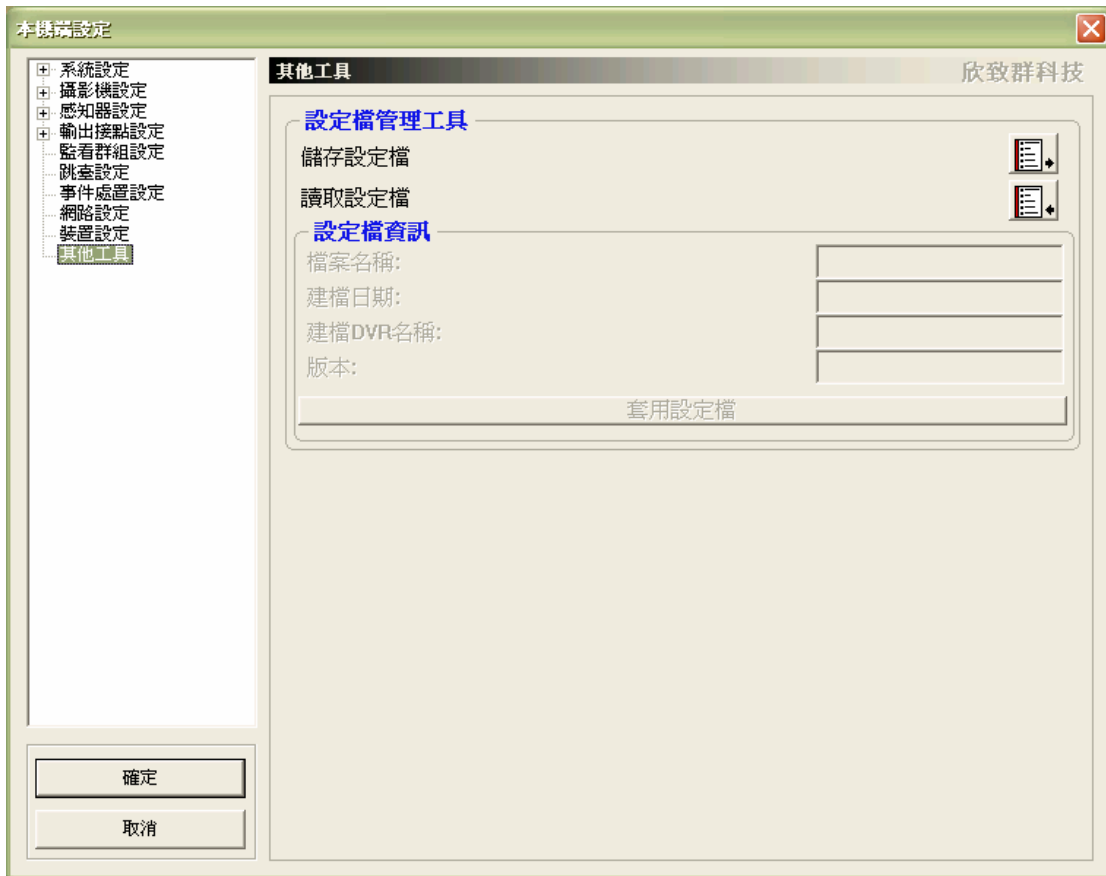 本機端設定
系統設定
攝影機設定
感知器設定
輸出接點設定
監看群組設定
跳臺設定
事件處置設定
網路設定
裝置設定
其他工具
確定
取消
其他工具
欣致群科技
設定檔管理工具
儲存設定檔
讀取設定檔
設定檔資訊
檔案名稱:
建檔日期:
建檔DVR名稱:
版本:
套用設定檔